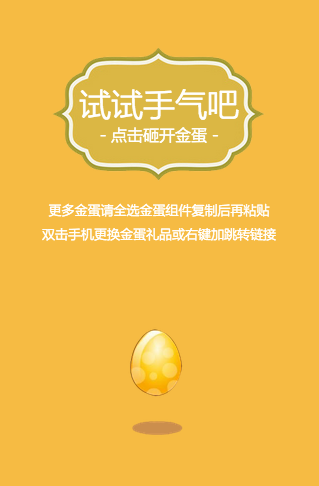 试试手气吧
- 点击砸开金蛋 -
更多金蛋请全选金蛋组件复制后再粘贴
双击手机更换金蛋礼品或右键加跳转链接